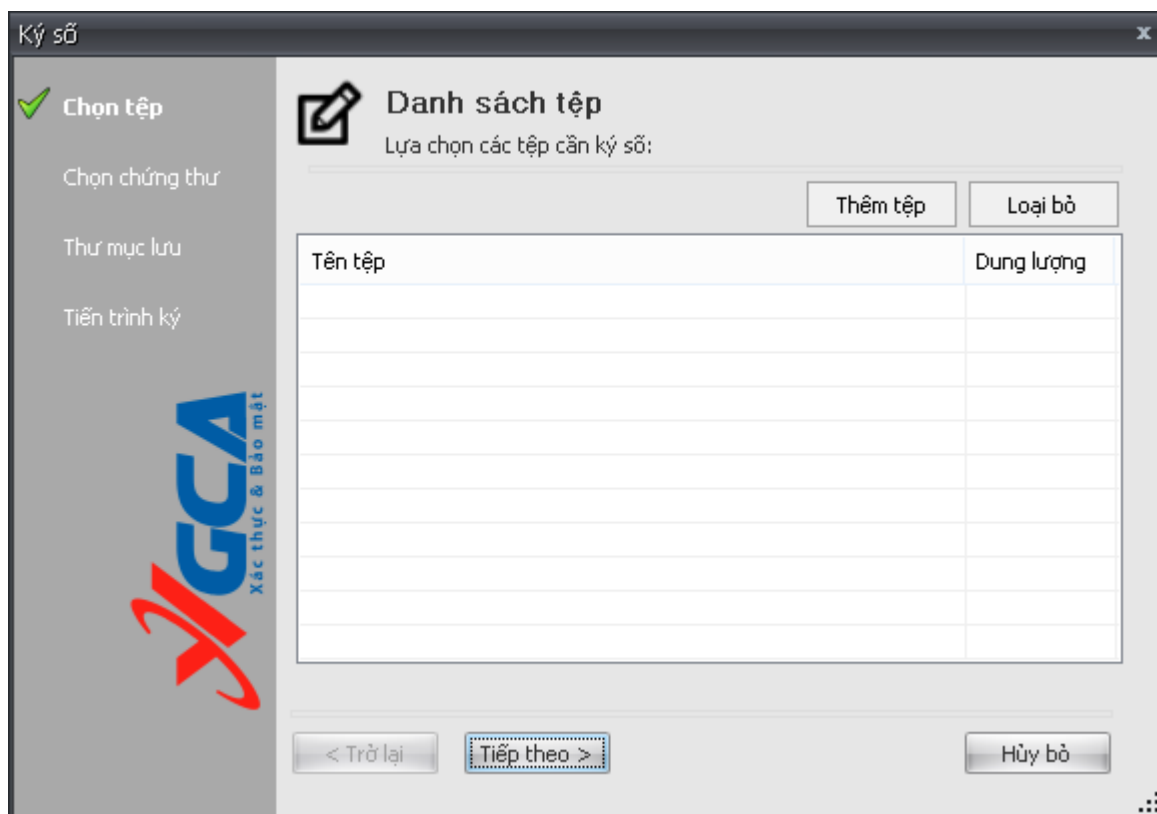 Ký số
x
Chọn tệp
Chọn chứng thư
Thư mục lưu
Tiến trình ký
VGCA
Xác thực & Bảo mật
Danh sách tệp
Lựa chọn các tệp cần ký số:
Thêm tệp
Loại bỏ
Tên tệp
Dung lượng
< Trở lại
Tiếp theo >
Hủy bỏ